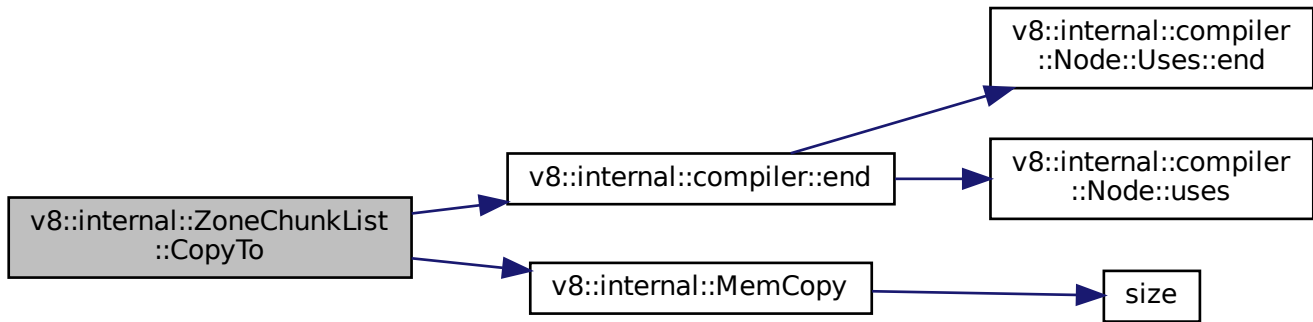 v8::internal::ZoneChunkList
::CopyTo
v8::internal::compiler::end
v8::internal::MemCopy
v8::internal::compiler
::Node::Uses::end
v8::internal::compiler
::Node::uses
size